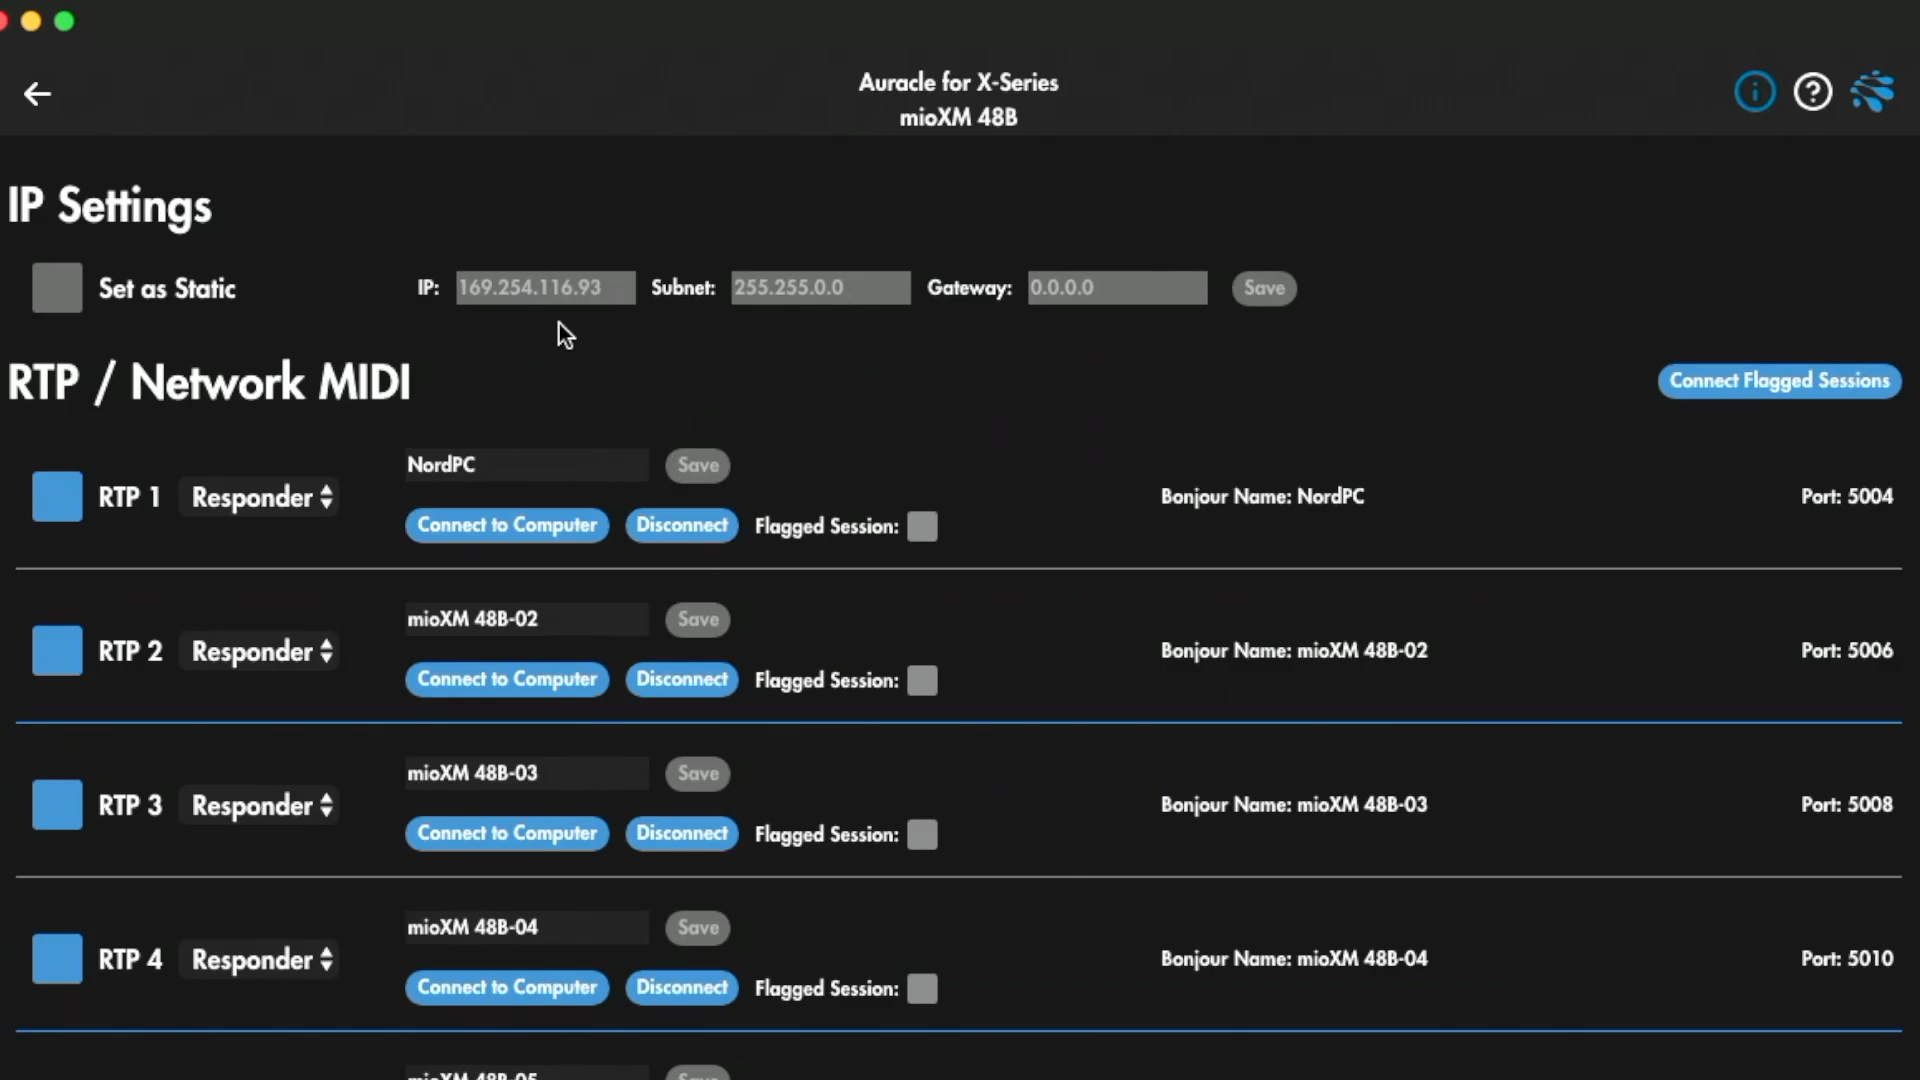 Auracle for X-Series
mioXM 48B
IP Settings
Set as Static IP: 169.254.116.93 Subnet: 255.255.0.0 Gateway: 0.0.0.0 Save
RTP / Network MIDI Connect Flagged Sessions
NordPC Save
RTP 1 Responder Bonjour Name: NordPC Port: 5004
Connect to Computer Disconnect Flagged Session:
mioXM 48B-02 Save
RTP 2 Responder Bonjour Name: mioXM 48B-02 Port: 5006
Connect to Computer Disconnect Flagged Session:
mioXM 48B-03 Save
RTP 3 Responder Bonjour Name: mioXM 48B-03 Port: 5008
Connect to Computer Disconnect Flagged Session:
mioXM 48B-04 Save
RTP 4 Responder Bonjour Name: mioXM 48B-04 Port: 5010
Connect to Computer Disconnect Flagged Session:
mioXM 48B-05 Save